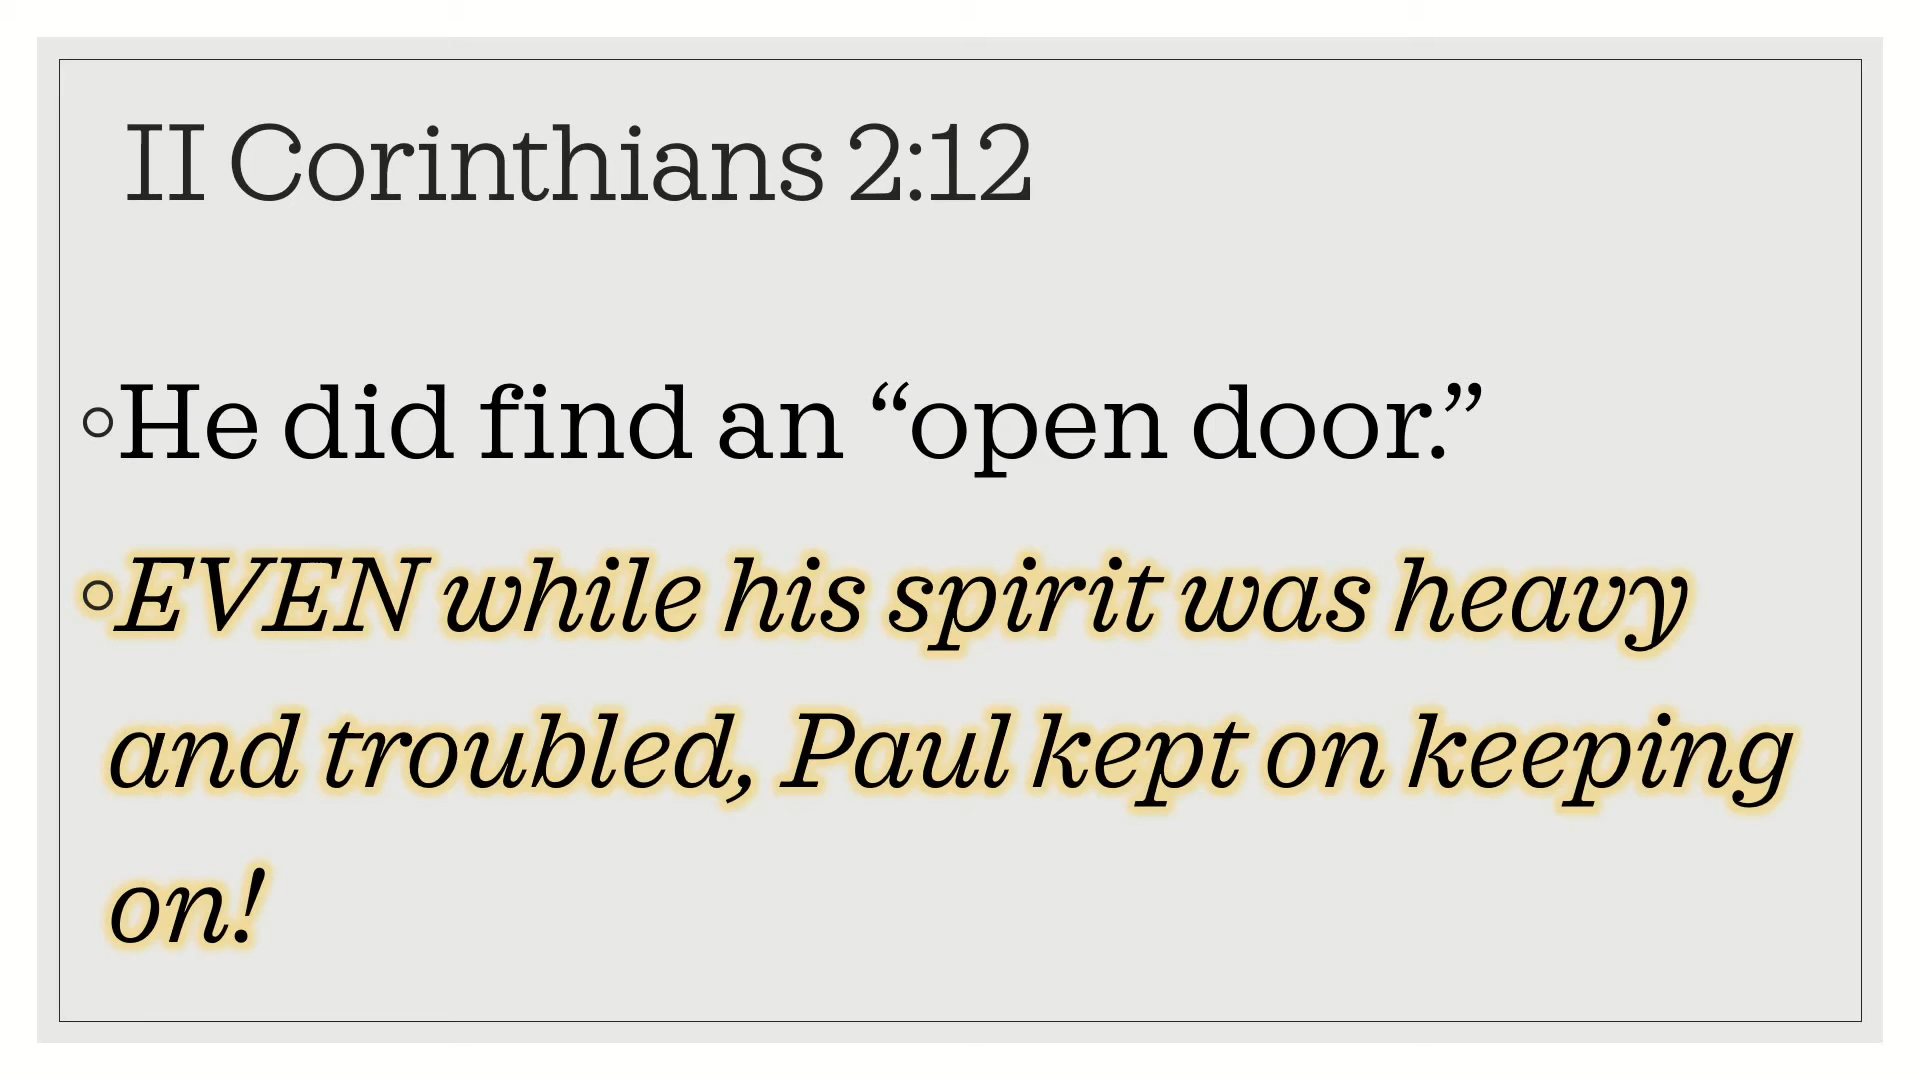 II Corinthians 2:12
◦He did find an “open door.”
◦EVEN while his spirit was heavy
and troubled, Paul kept on keeping
on!